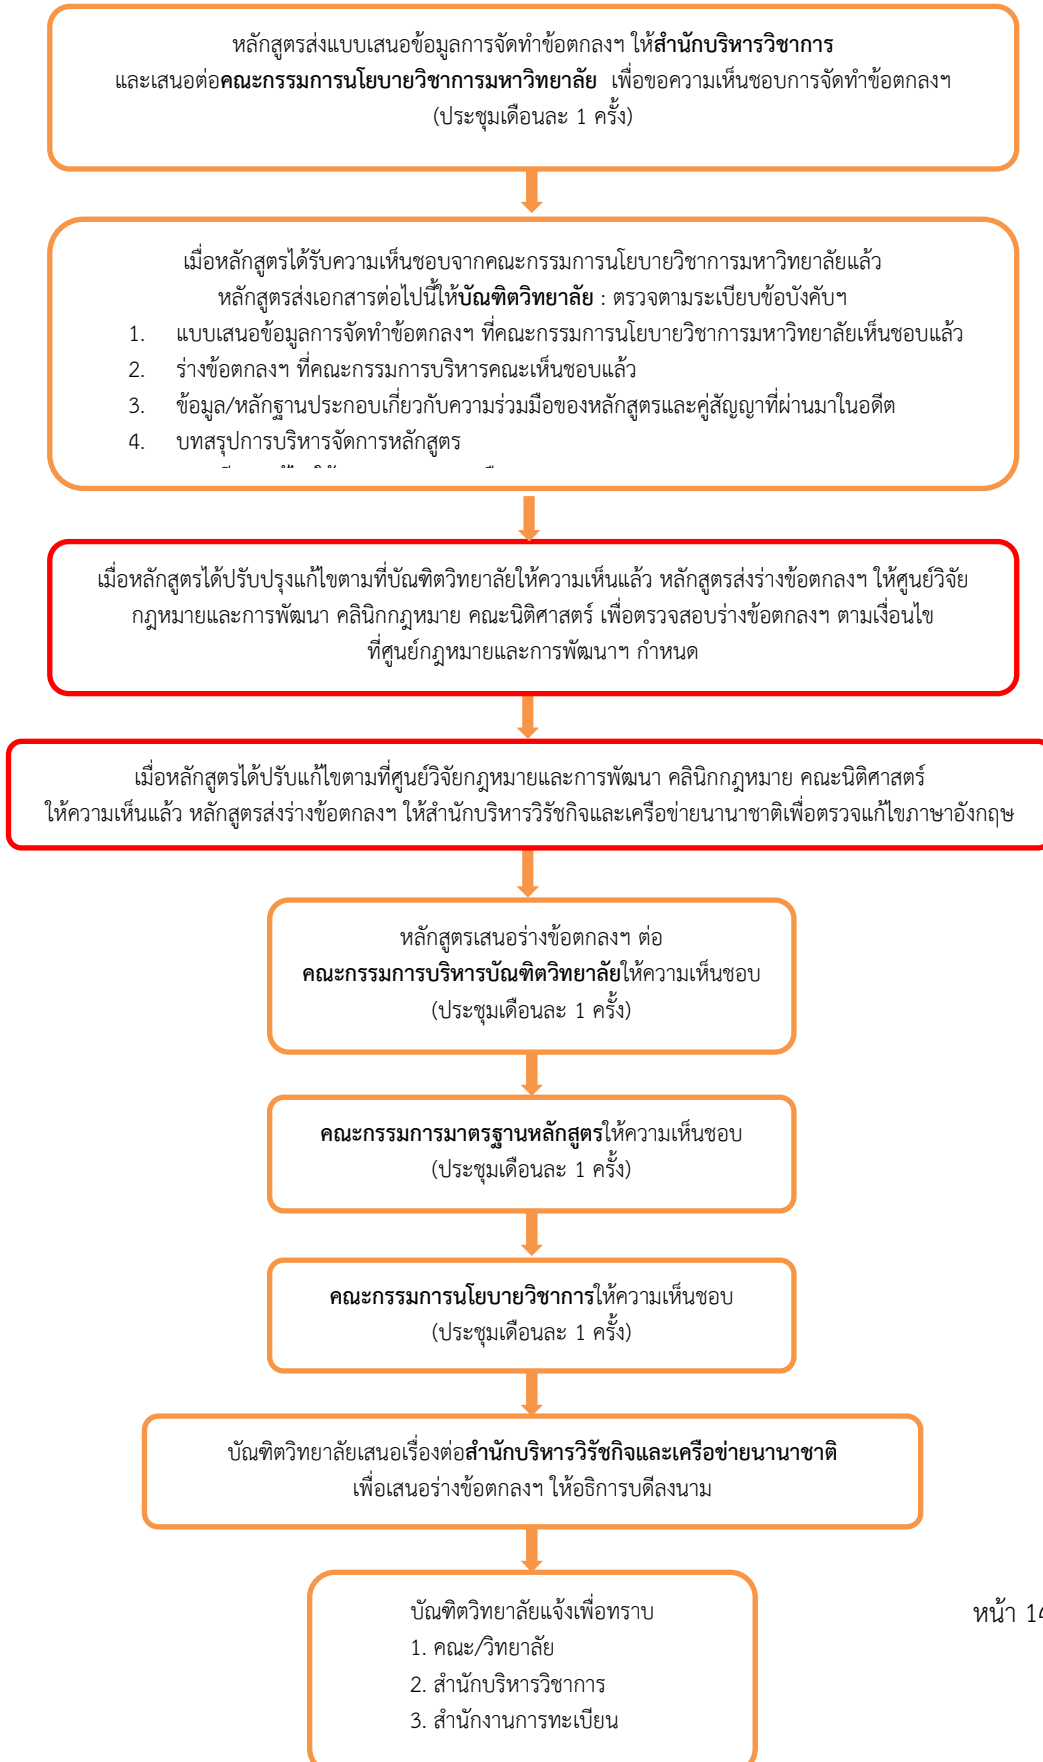 หลักสูตรส่งแบบเสนอข้อมูลการจัดทำข้อตกลงฯ ให้สำนักบริหารวิชาการ
และเสนอต่อคณะกรรมการนโยบายวิชาการมหาวิทยาลัย เพื่อขอความเห็นชอบการจัดทำข้อตกลงฯ
(ประชุมเดือนละ 1 ครั้ง)
เมื่อหลักสูตรได้รับความเห็นชอบจากคณะกรรมการนโยบายวิชาการมหาวิทยาลัยแล้ว
หลักสูตรส่งเอกสารต่อไปนี้ให้บัณฑิตวิทยาลัย : ตรวจตามระเบียบข้อบังคับฯ
1. แบบเสนอข้อมูลการจัดทำข้อตกลงฯ ที่คณะกรรมการนโยบายวิชาการมหาวิทยาลัยเห็นชอบแล้ว
2. ร่างข้อตกลงฯ ที่คณะกรรมการบริหารคณะเห็นชอบแล้ว
3. ข้อมูล/หลักฐานประกอบเกี่ยวกับความร่วมมือของหลักสูตรและคู่สัญญาที่ผ่านมาในอดีต
4. บทสรุปการบริหารจัดการหลักสูตร
เมื่อหลักสูตรได้ปรับปรุงแก้ไขตามที่บัณฑิตวิทยาลัยให้ความเห็นแล้ว หลักสูตรส่งร่างข้อตกลงฯ ให้ศูนย์วิจัย
กฎหมายและการพัฒนา คลินิกกฎหมาย คณะนิติศาสตร์ เพื่อตรวจสอบร่างข้อตกลงฯ ตามเงื่อนไข
ที่ศูนย์กฎหมายและการพัฒนาฯ กำหนด
เมื่อหลักสูตรได้ปรับแก้ไขตามที่ศูนย์วิจัยกฎหมายและการพัฒนา คลินิกกฎหมาย คณะนิติศาสตร์
ให้ความเห็นแล้ว หลักสูตรส่งร่างข้อตกลงฯ ให้สำนักบริหารวิรัชกิจและเครือข่ายนานาชาติเพื่อตรวจแก้ไขภาษาอังกฤษ
หลักสูตรเสนอร่างข้อตกลงฯ ต่อ
คณะกรรมการบริหารบัณฑิตวิทยาลัยให้ความเห็นชอบ
(ประชุมเดือนละ 1 ครั้ง)
คณะกรรมการมาตรฐานหลักสูตรให้ความเห็นชอบ
(ประชุมเดือนละ 1 ครั้ง)
คณะกรรมการนโยบายวิชาการให้ความเห็นชอบ
(ประชุมเดือนละ 1 ครั้ง)
บัณฑิตวิทยาลัยเสนอเรื่องต่อสำนักบริหารวิรัชกิจและเครือข่ายนานาชาติ
เพื่อเสนอร่างข้อตกลงฯ ให้อธิการบดีลงนาม
บัณฑิตวิทยาลัยแจ้งเพื่อทราบ
1. คณะ/วิทยาลัย
2. สำนักบริหารวิชาการ
3. สำนักงานการทะเบียน
หน้า 14